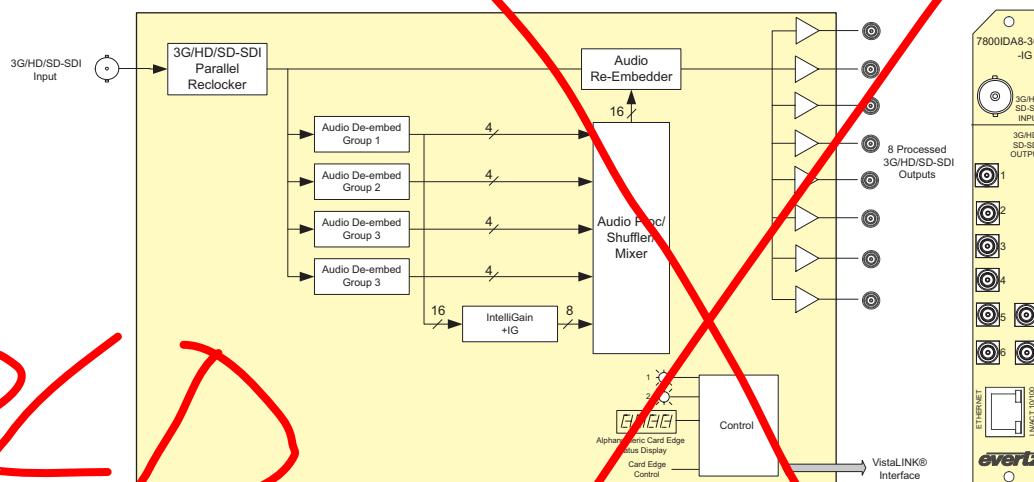 3G/HD/SD-SDI
Input
3G/HD/SD-SDI
Parallel
Reclocker
Audio
Re-Embedder
16
Audio De-embed
Group 1
4
Audio De-embed
Group 2
4
Audio De-embed
Group 3
4
Audio De-embed
Group 3
4
Audio Proc/
Shuffler/
Mixer
16
IntelliGain
+IG
8
8 Processed
3G/HD/SD-SDI
Outputs
1
2
Card Edge
Status Display
Card Edge
Control
Control
VistaLINK®
Interface
-IG
1
2
3
4
5
6
ETHERNET
evertz